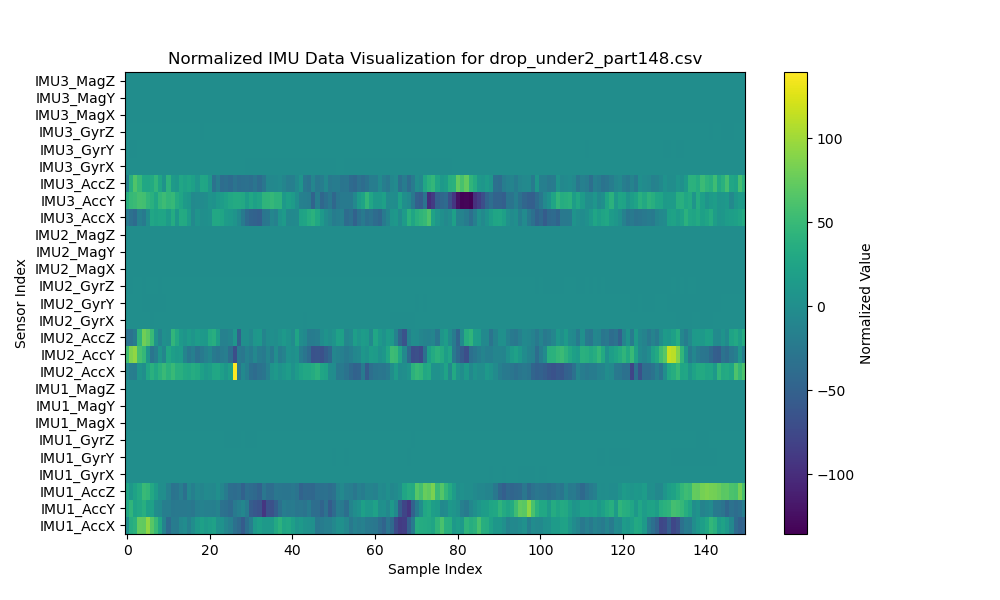 Normalized IMU Data Visualization for drop_under2_part148.csv
IMU3_MagZ
IMU3_MagY
IMU3_MagX
IMU3_GyrZ
IMU3_GyrY
IMU3_GyrX
IMU3_AccZ
IMU3_AccY
IMU3_AccX
IMU2_MagZ
IMU2_MagY
IMU2_MagX
IMU2_GyrZ
IMU2_GyrY
IMU2_GyrX
IMU2_AccZ
IMU2_AccY
IMU2_AccX
IMU1_MagZ
IMU1_MagY
IMU1_MagX
IMU1_GyrZ
IMU1_GyrY
IMU1_GyrX
IMU1_AccZ
IMU1_AccY
IMU1_AccX
Sensor Index
0 20 40 60 80 100 120 140
Sample Index
100
50
0
−50
−100
Normalized Value